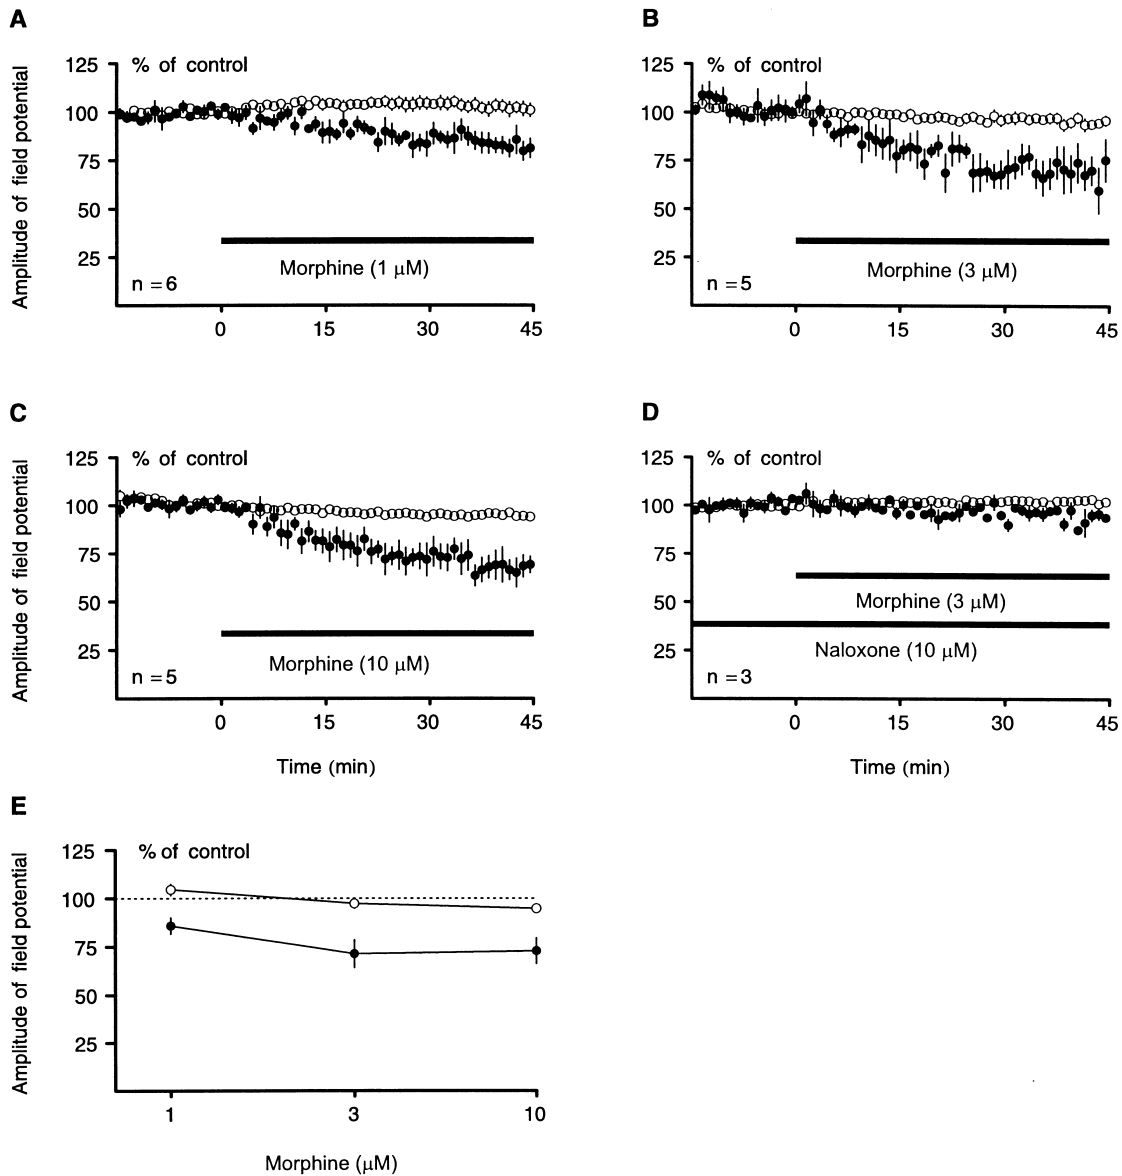 A
Amplitude of field potential
% of control
125
100
75
50
25
Morphine (1 µM)
n = 6
0 15 30 45
B
% of control
125
100
75
50
25
Morphine (3 µM)
n = 5
0 15 30 45
C
Amplitude of field potential
% of control
125
100
75
50
25
Morphine (10 µM)
n = 5
0 15 30 45
Time (min)
D
% of control
125
100
75
50
25
Morphine (3 µM)
Naloxone (10 µM)
n = 3
0 15 30 45
Time (min)
E
Amplitude of field potential
% of control
125
100
75
50
25
1 3 10
Morphine (µM)